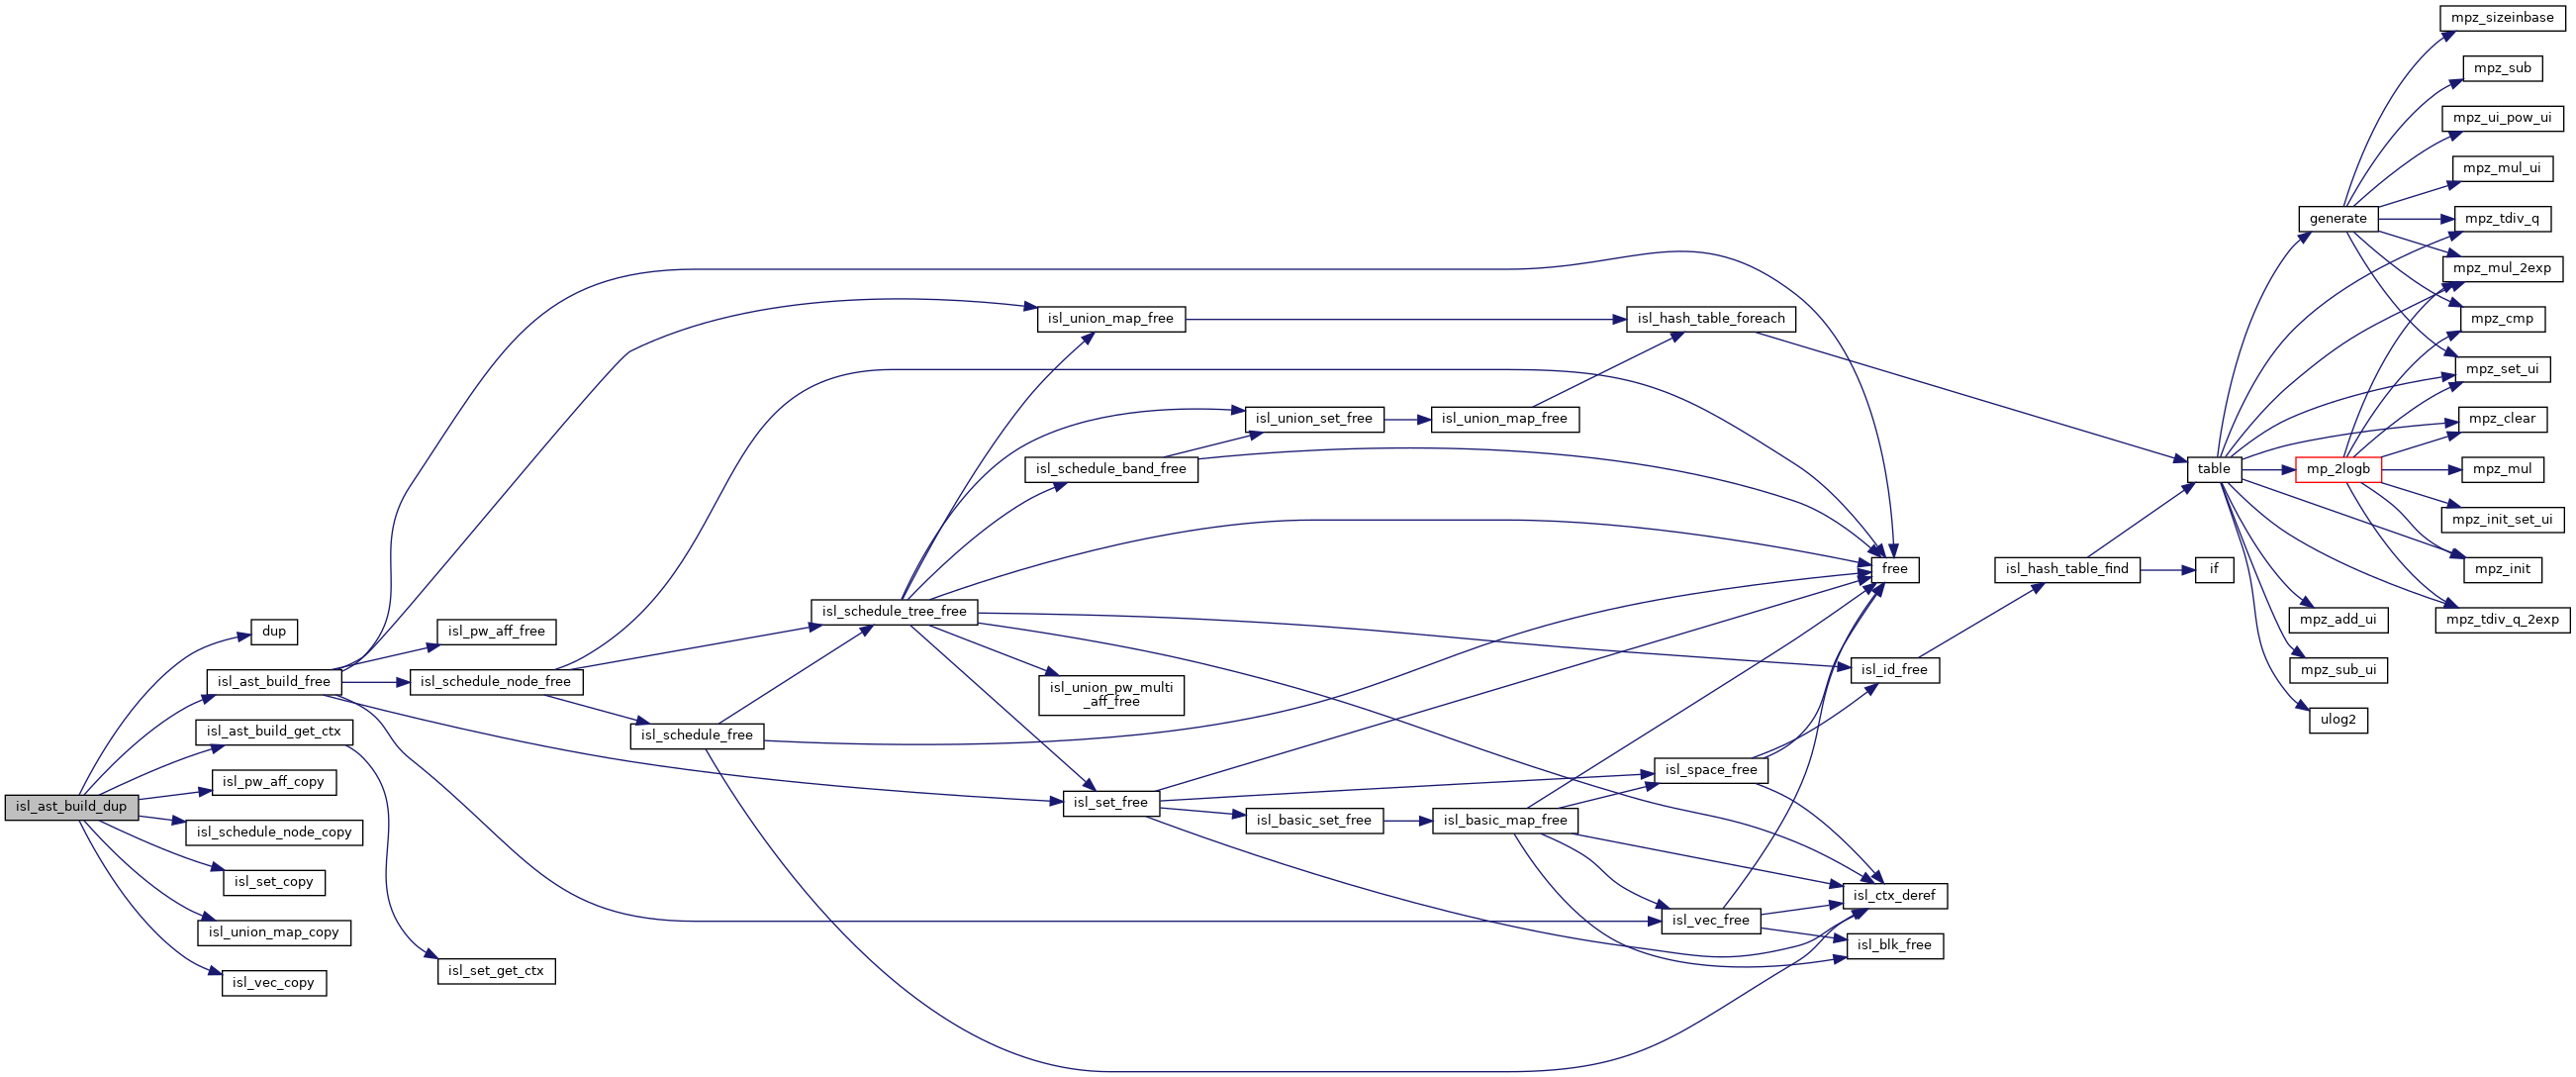 isl_ast_build_dup
dup
isl_ast_build_free
isl_ast_build_get_ctx
isl_pw_aff_copy
isl_schedule_node_copy
isl_set_copy
isl_union_map_copy
isl_vec_copy
isl_pw_aff_free
isl_schedule_node_free
isl_set_get_ctx
isl_schedule_free
isl_schedule_tree_free
isl_union_map_free
isl_schedule_band_free
isl_union_pw_multi
_aff_free
isl_set_free
isl_union_set_free
isl_basic_set_free
isl_union_map_free
isl_basic_map_free
isl_hash_table_foreach
isl_space_free
isl_vec_free
free
isl_id_free
isl_ctx_deref
isl_blk_free
isl_hash_table_find
table
if
generate
mp_2logb
mpz_add_ui
mpz_sub_ui
ulog2
mpz_sizeinbase
mpz_sub
mpz_ui_pow_ui
mpz_mul_ui
mpz_tdiv_q
mpz_mul_2exp
mpz_cmp
mpz_set_ui
mpz_clear
mpz_mul
mpz_init_set_ui
mpz_init
mpz_tdiv_q_2exp